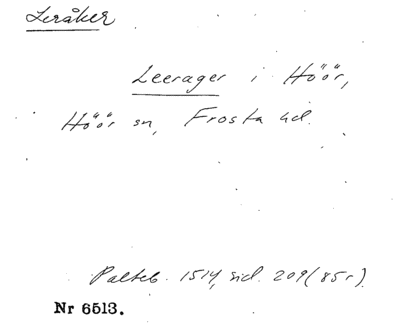 Leråker
Leerager i Höör,
Höör sn, Frosta hd.
Palteb. 1514, sid. 209 (85r)
Nr 6513.